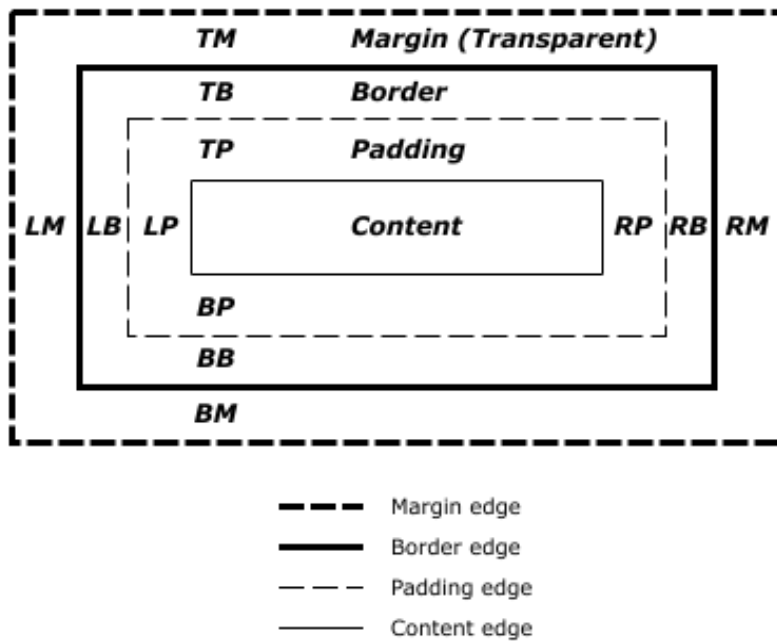 TM Margin (Transparent)
TB Border
TP Padding
LM LB LP Content RP RB RM
BP
BB
BM
Margin edge
Border edge
Padding edge
Content edge